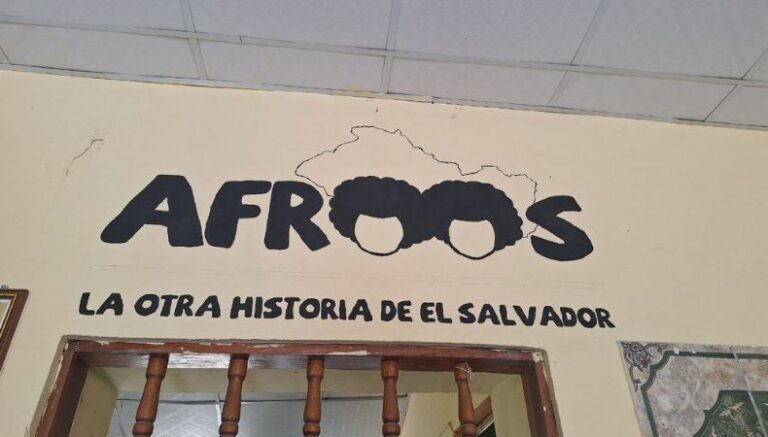 AFROOS
LA OTRA HISTORIA DE EL SALVADOR